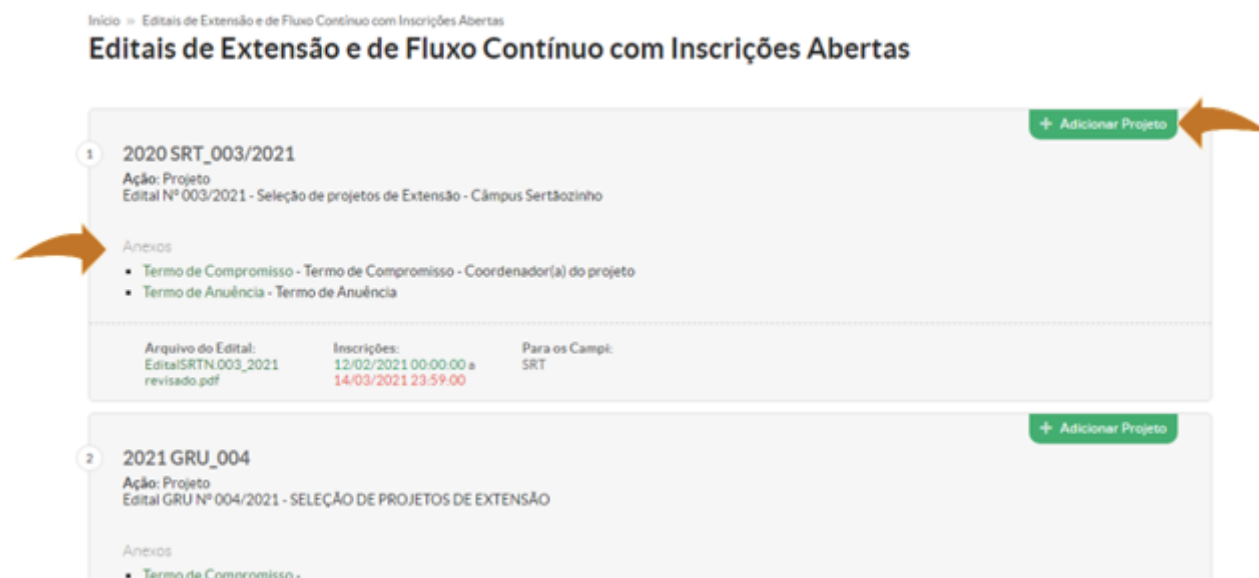 Início » Editais de Extensão e de Fluxo Contínuo com Inscrições Abertas
Editais de Extensão e de Fluxo Contínuo com Inscrições Abertas
+ Adicionar Projeto
1
2020 SRT_003/2021
Ação: Projeto
Edital Nº 003/2021 - Seleção de projetos de Extensão - Câmpus Sertãozinho
Anexos
▪ Termo de Compromisso - Termo de Compromisso - Coordenador(a) do projeto
▪ Termo de Anuência - Termo de Anuência
Arquivo do Edital: Inscrições: Para os Campi:
EditalSRTN.003_2021 12/02/2021 00:00:00 a SRT
revisado.pdf 14/03/2021 23:59:00
+ Adicionar Projeto
2
2021 GRU_004
Ação: Projeto
Edital GRU Nº 004/2021 - SELEÇÃO DE PROJETOS DE EXTENSÃO
Anexos
▪ Termo de Compromisso -